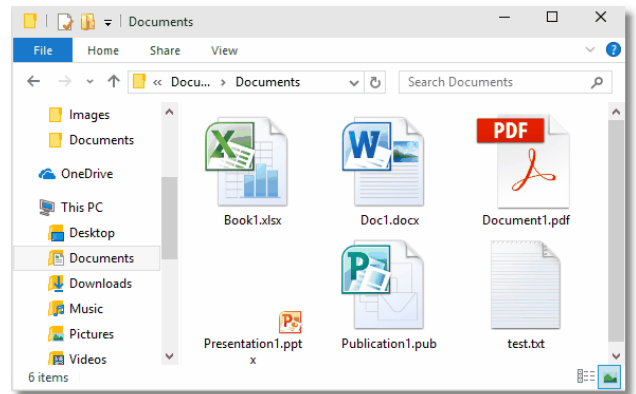 Documents
File Home Share View
« Docu... › Documents Search Documents
Images
Documents
OneDrive
This PC
Desktop
Documents
Downloads
Music
Pictures
Videos
Book1.xlsx
Doc1.docx
PDF
Document1.pdf
Presentation1.ppt
x
Publication1.pub
test.txt
6 items